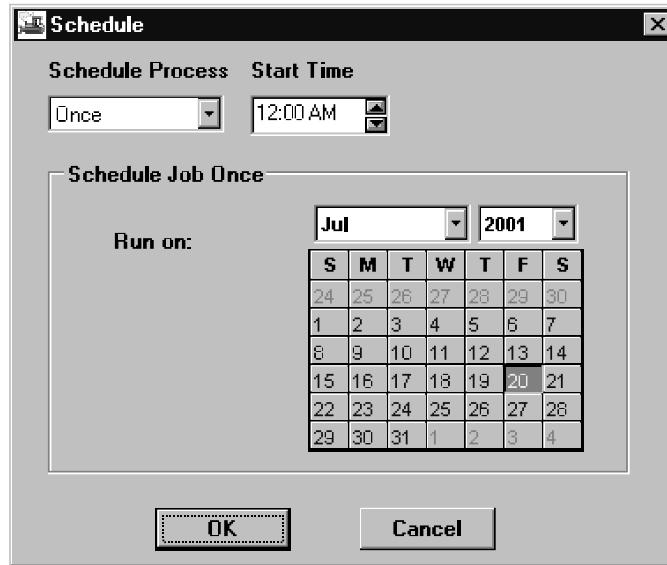 Schedule
Schedule Process Start Time
Once 12:00 AM
Schedule Job Once
Jul 2001
Run on:
S M T W T F S
24 25 26 27 28 29 30
1 2 3 4 5 6 7
8 9 10 11 12 13 14
15 16 17 18 19 20 21
22 23 24 25 26 27 28
29 30 31 1 2 3 4
OK Cancel